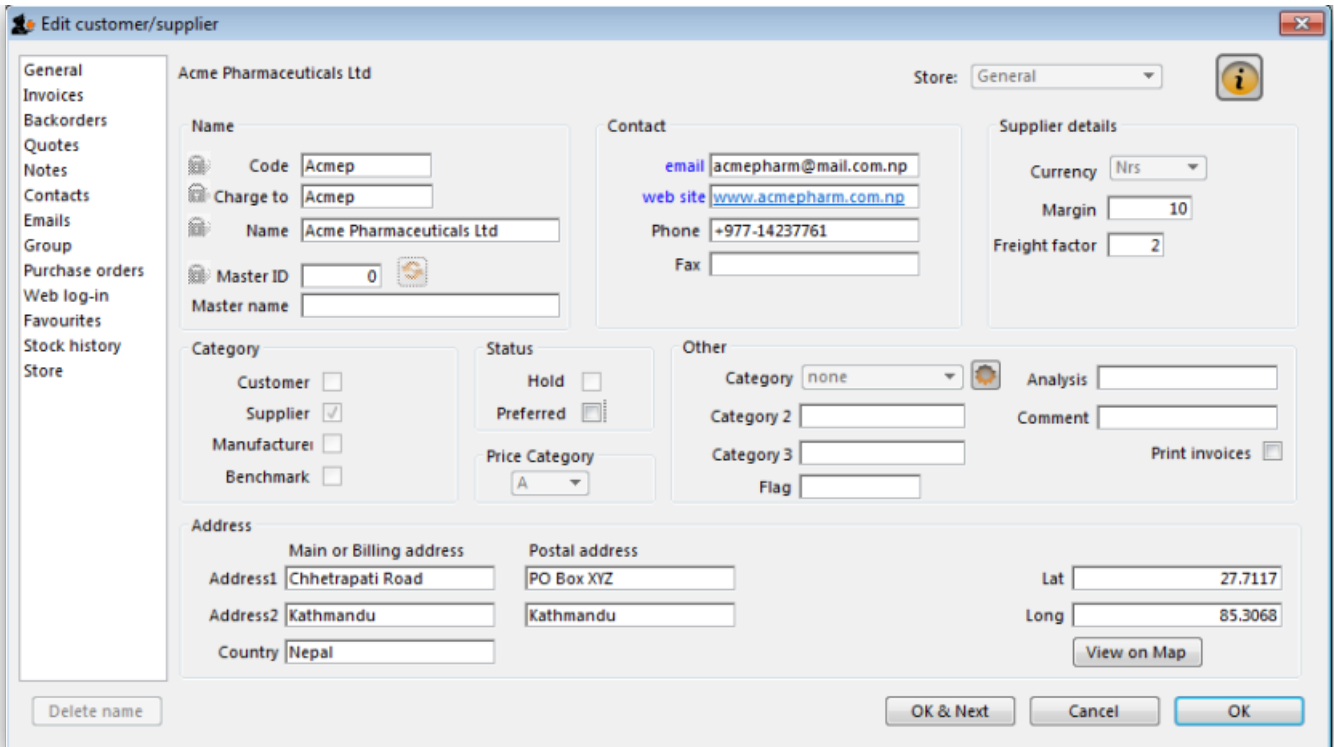 Edit customer/supplier
General
Invoices
Backorders
Quotes
Notes
Contacts
Emails
Group
Purchase orders
Web log-in
Favourites
Stock history
Store
Acme Pharmaceuticals Ltd
Store: General
Name
Code Acmep
Charge to Acmep
Name Acme Pharmaceuticals Ltd
Master ID 0
Master name
Contact
email acmepharm@mail.com.np
web site www.acmepharm.com.np
Phone +977-14237761
Fax
Supplier details
Currency Nrs
Margin 10
Freight factor 2
Category
Customer
Supplier
Manufacturer
Benchmark
Status
Hold
Preferred
Price Category
A
Other
Category none
Category 2
Category 3
Flag
Analysis
Comment
Print invoices
Address
Main or Billing address Postal address
Address1 Chhetrapati Road PO Box XYZ
Address2 Kathmandu Kathmandu
Country Nepal
Lat 27.7117
Long 85.3068
View on Map
Delete name
OK & Next
Cancel
OK